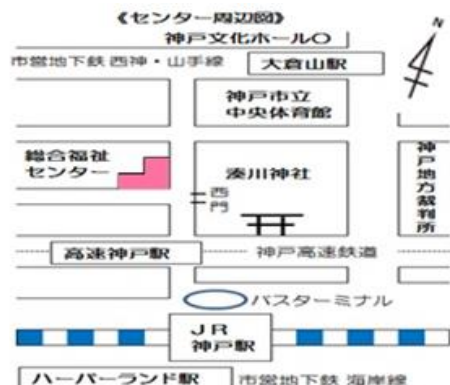 《センター周辺図》
神戸文化ホール〇
N
市営地下鉄 西神・山手線
大倉山駅
神戸市立
中央体育館
総合福祉
センター
湊川神社
西門
神戸地方裁判所
高速神戸駅
神戸高速鉄道
バスターミナル
JR
神戸駅
ハーバーランド駅
市営地下鉄 海岸線